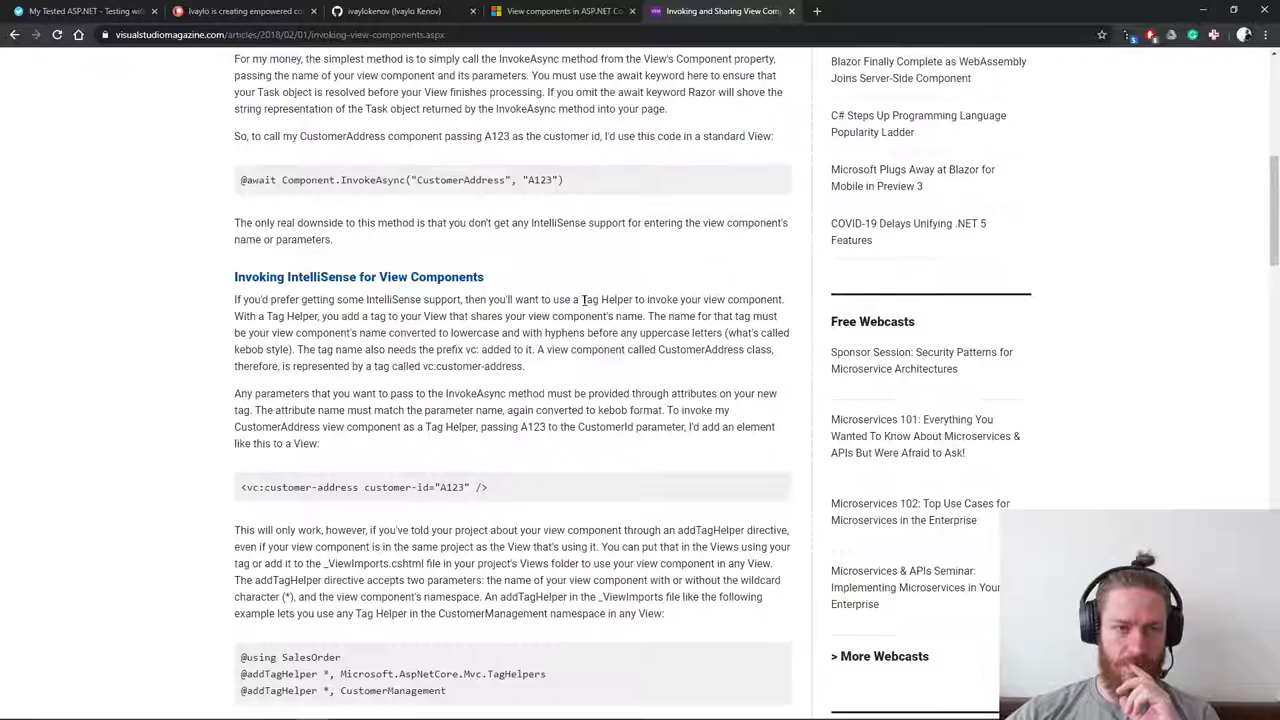 My Tested ASP.NET - Testing with
Ivaylo is creating empowered co
ivaylokenov (Ivaylo Kenov)
View components in ASP.NET Co
Invoking and Sharing View Comp
visualstudiomagazine.com/articles/2018/02/01/invoking-view-components.aspx
For my money, the simplest method is to simply call the InvokeAsync method from the View's Component property,
passing the name of your view component and its parameters. You must use the await keyword here to ensure that
your Task object is resolved before your View finishes processing. If you omit the await keyword Razor will shove the
string representation of the Task object returned by the InvokeAsync method into your page.
So, to call my CustomerAddress component passing A123 as the customer id, I'd use this code in a standard View:
@await Component.InvokeAsync("CustomerAddress", "A123")
The only real downside to this method is that you don't get any IntelliSense support for entering the view component's
name or parameters.
Invoking IntelliSense for View Components
If you'd prefer getting some IntelliSense support, then you'll want to use a Tag Helper to invoke your view component.
With a Tag Helper, you add a tag to your View that shares your view component's name. The name for that tag must
be your view component's name converted to lowercase and with hyphens before any uppercase letters (what's called
kebob style). The tag name also needs the prefix vc: added to it. A view component called CustomerAddress class,
therefore, is represented by a tag called vc:customer-address.
Any parameters that you want to pass to the InvokeAsync method must be provided through attributes on your new
tag. The attribute name must match the parameter name, again converted to kebob format. To invoke my
CustomerAddress view component as a Tag Helper, passing A123 to the CustomerId parameter, I'd add an element
like this to a View:
<vc:customer-address customer-id="A123" />
This will only work, however, if you've told your project about your view component through an addTagHelper directive,
even if your view component is in the same project as the View that's using it. You can put that in the Views using your
tag or add it to the _ViewImports.cshtml file in your project's Views folder to use your view component in any View.
The addTagHelper directive accepts two parameters: the name of your view component with or without the wildcard
character (*), and the view component's namespace. An addTagHelper in the _ViewImports file like the following
example lets you use any Tag Helper in the CustomerManagement namespace in any View:
@using SalesOrder
@addTagHelper *, Microsoft.AspNetCore.Mvc.TagHelpers
@addTagHelper *, CustomerManagement
Blazor Finally Complete as WebAssembly
Joins Server-Side Component
C# Steps Up Programming Language
Popularity Ladder
Microsoft Plugs Away at Blazor for
Mobile in Preview 3
COVID-19 Delays Unifying .NET 5
Features
Free Webcasts
Sponsor Session: Security Patterns for
Microservice Architectures
Microservices 101: Everything You
Wanted To Know About Microservices &
APIs But Were Afraid to Ask!
Microservices 102: Top Use Cases for
Microservices in the Enterprise
Microservices & APIs Seminar:
Implementing Microservices in Your
Enterprise
> More Webcasts